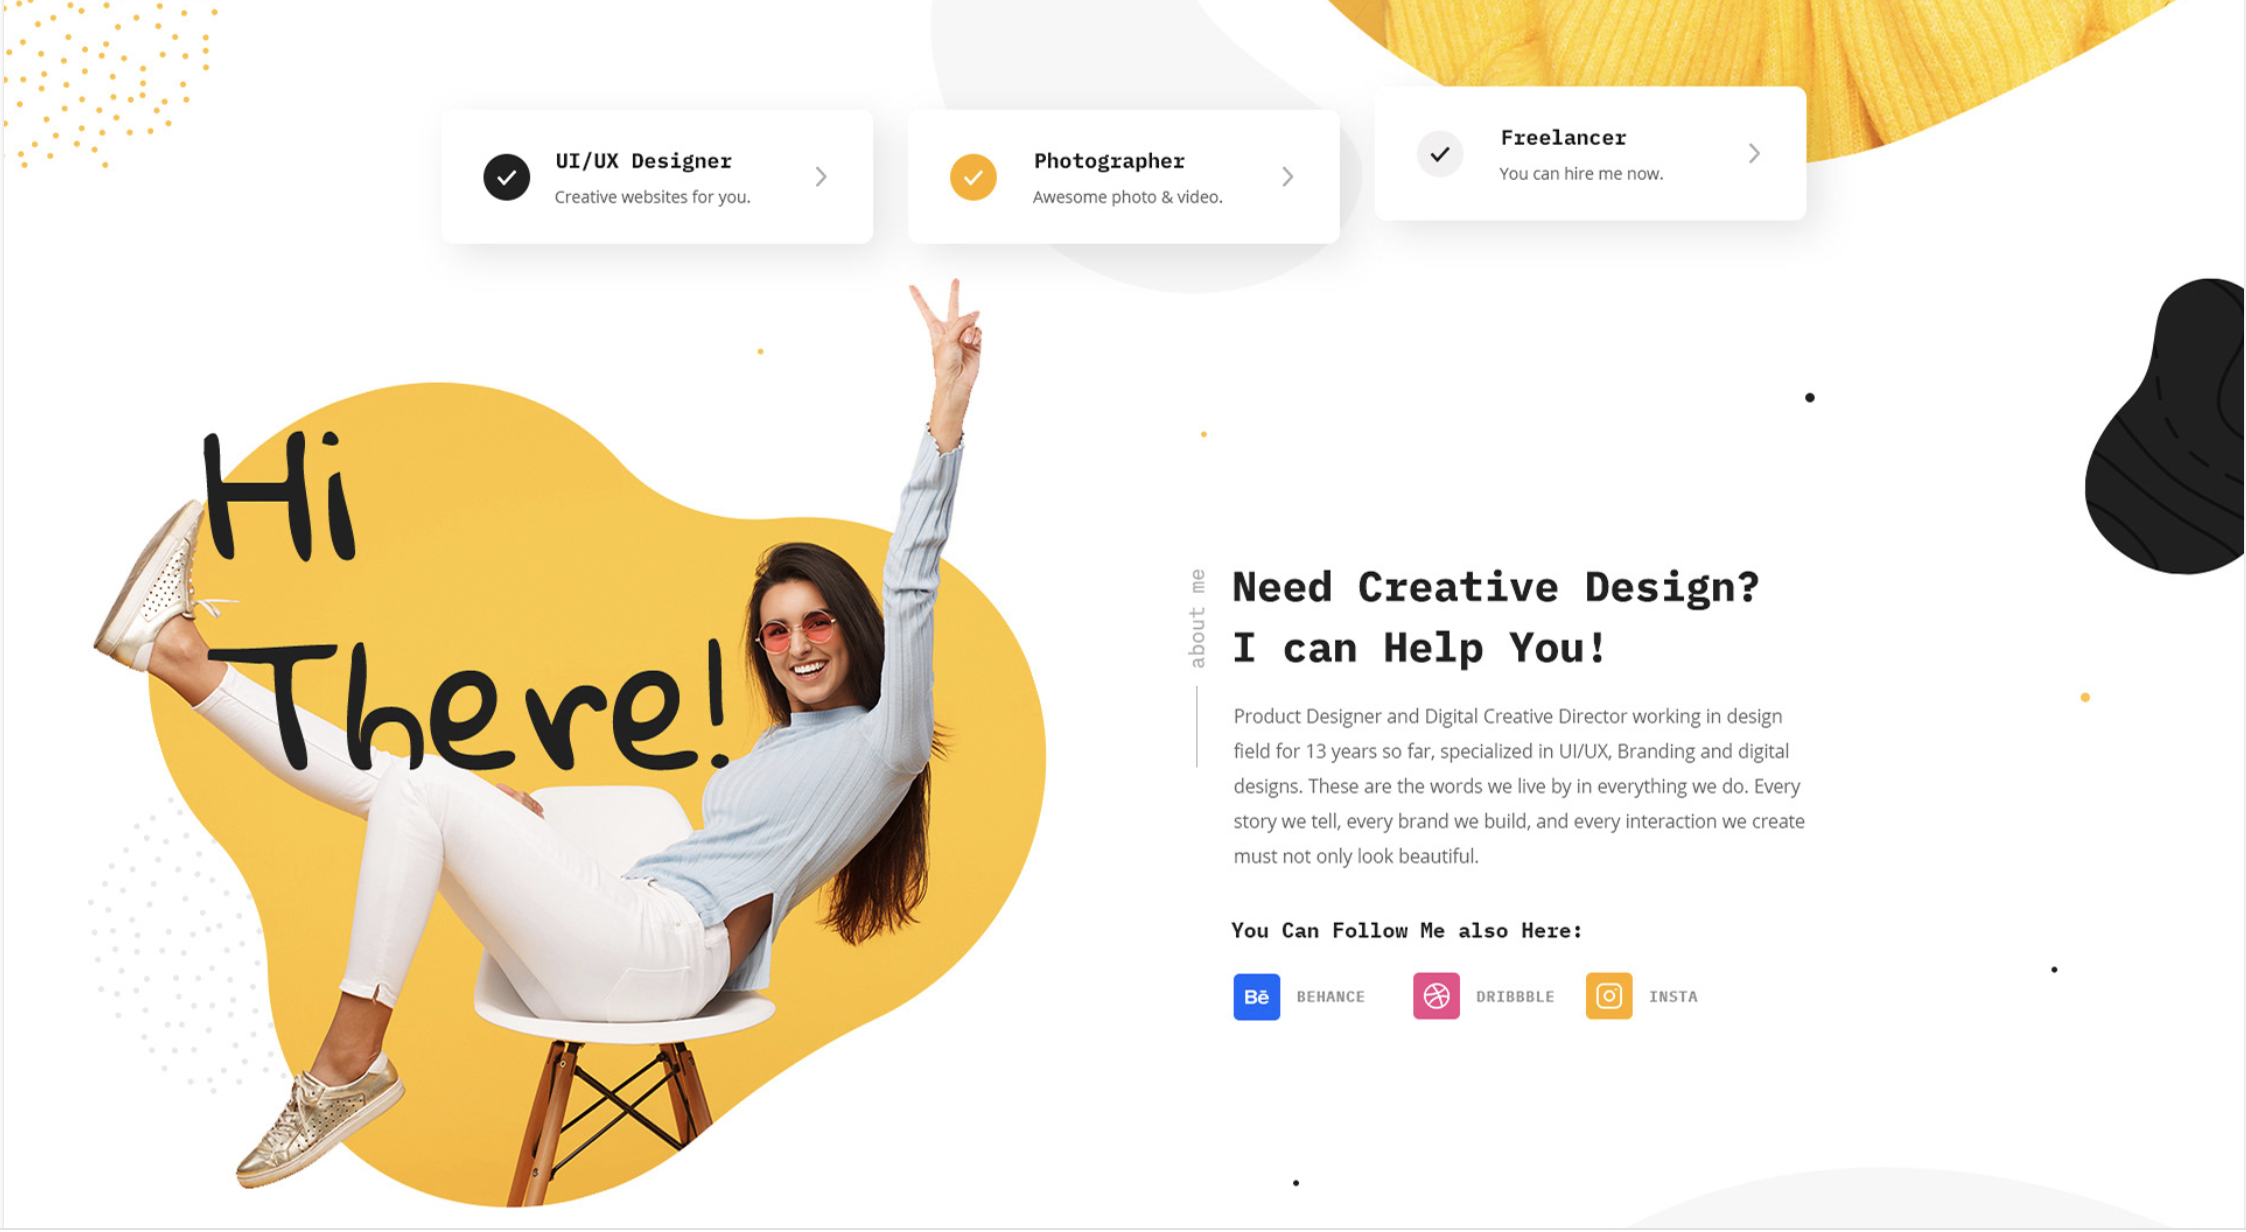 UI/UX Designer
Creative websites for you.
Photographer
Awesome photo & video.
Freelancer
You can hire me now.
Hi
There!
about me
Need Creative Design?
I can Help You!
Product Designer and Digital Creative Director working in design
field for 13 years so far, specialized in UI/UX, Branding and digital
designs. These are the words we live by in everything we do. Every
story we tell, every brand we build, and every interaction we create
must not only look beautiful.
You Can Follow Me also Here:
Bē BEHANCE DRIBBBLE INSTA